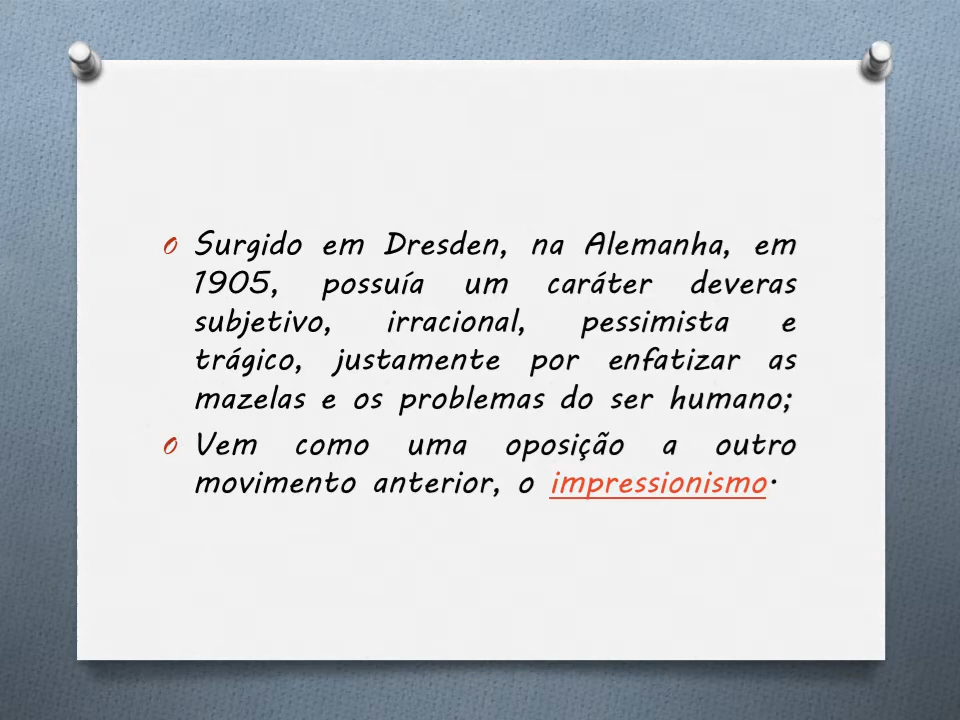 Surgido em Dresden, na Alemanha, em
1905, possuía um caráter deveras
subjetivo, irracional, pessimista e
trágico, justamente por enfatizar as
mazelas e os problemas do ser humano;
Vem como uma oposição a outro
movimento anterior, o impressionismo.